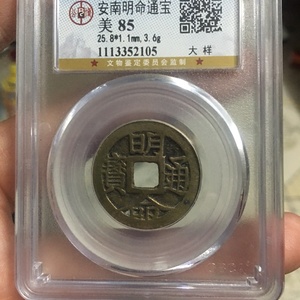 安南明命通宝
美 85
25.8*1.1mm,3.6g
1113352105 大样
★文物鉴定委员会监制★
明命通寶